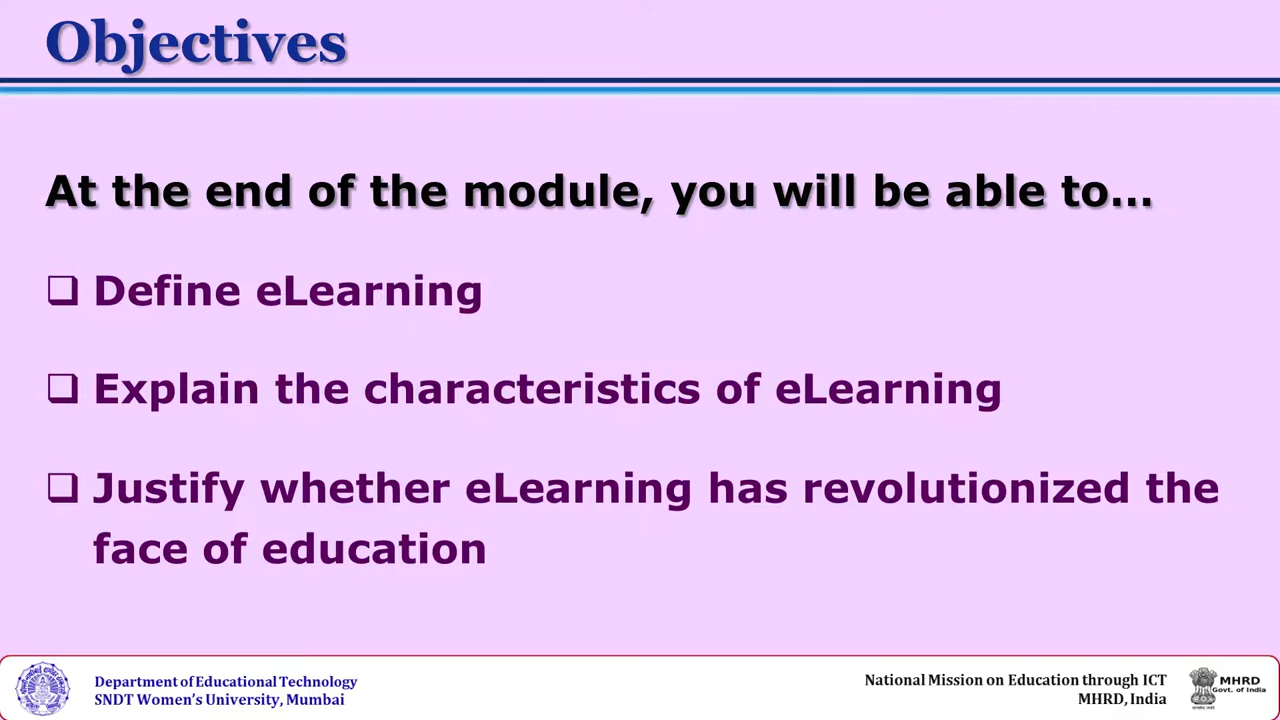 Objectives
At the end of the module, you will be able to...
❑ Define eLearning
❑ Explain the characteristics of eLearning
❑ Justify whether eLearning has revolutionized the
face of education
Department of Educational Technology
SNDT Women's University, Mumbai
National Mission on Education through ICT
MHRD, India
MHRD
Govt. of India